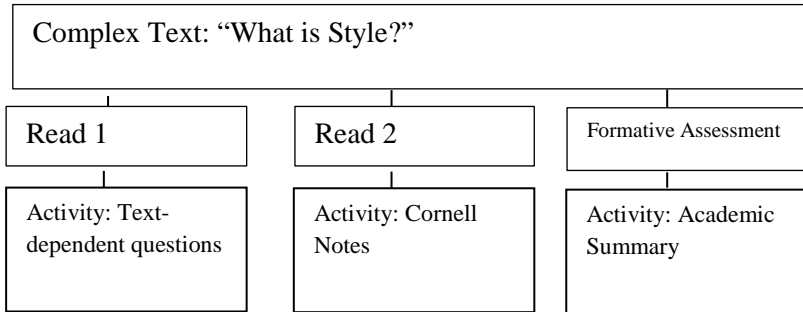 Complex Text: “What is Style?”
Read 1
Read 2
Formative Assessment
Activity: Text-
dependent questions
Activity: Cornell
Notes
Activity: Academic
Summary